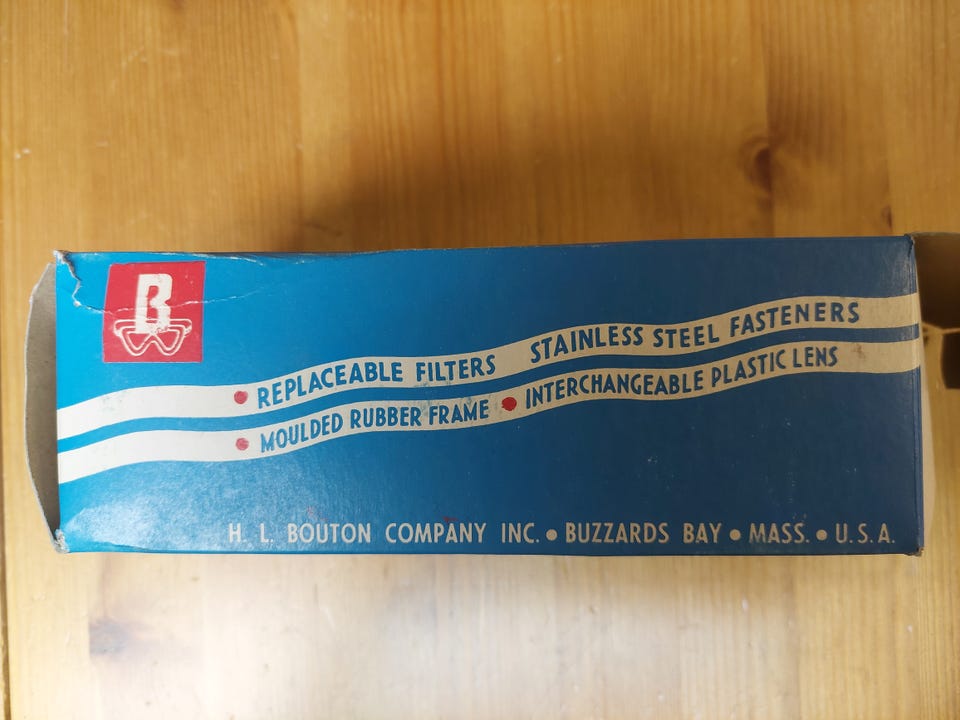 B
• REPLACEABLE FILTERS STAINLESS STEEL FASTENERS
• MOULDED RUBBER FRAME • INTERCHANGEABLE PLASTIC LENS
H. L. BOUTON COMPANY INC. • BUZZARDS BAY • MASS. • U.S.A.